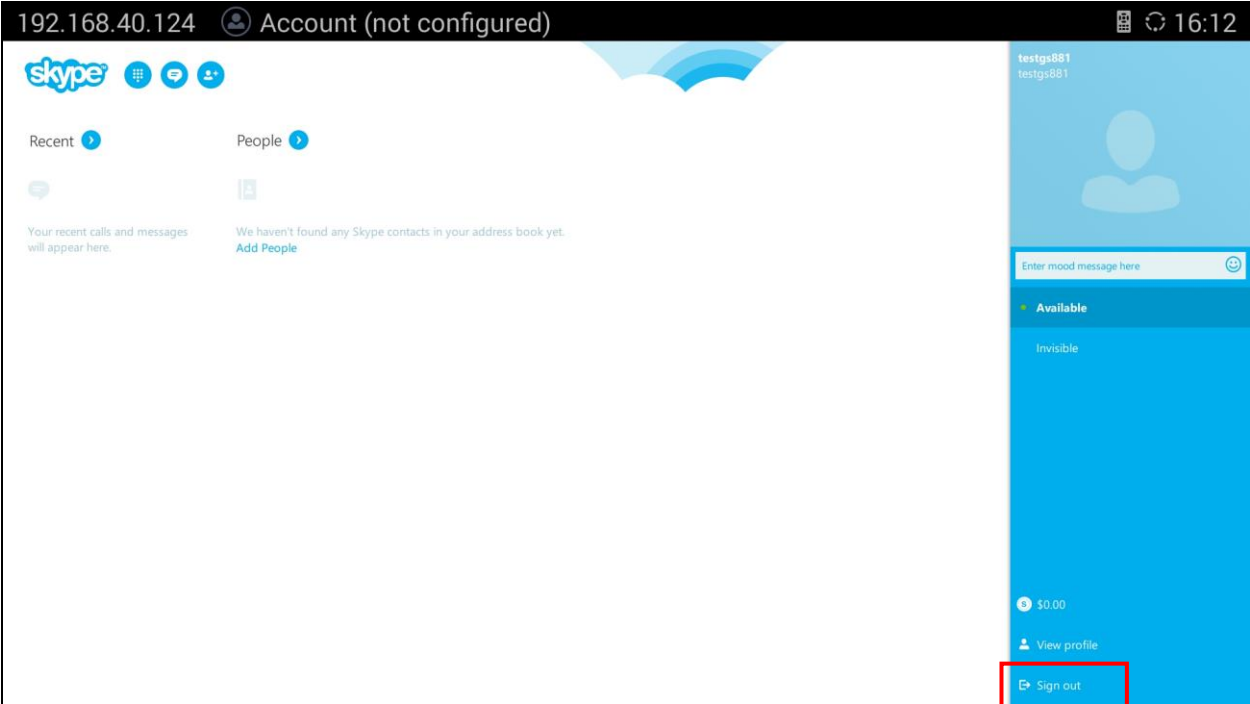 192.168.40.124 Account (not configured) 16:12
skype™
Recent
People
Your recent calls and messages
will appear here.
We haven't found any Skype contacts in your address book yet.
Add People
testgs881
testgs881
Enter mood message here
Available
Invisible
S $0.00
View profile
Sign out